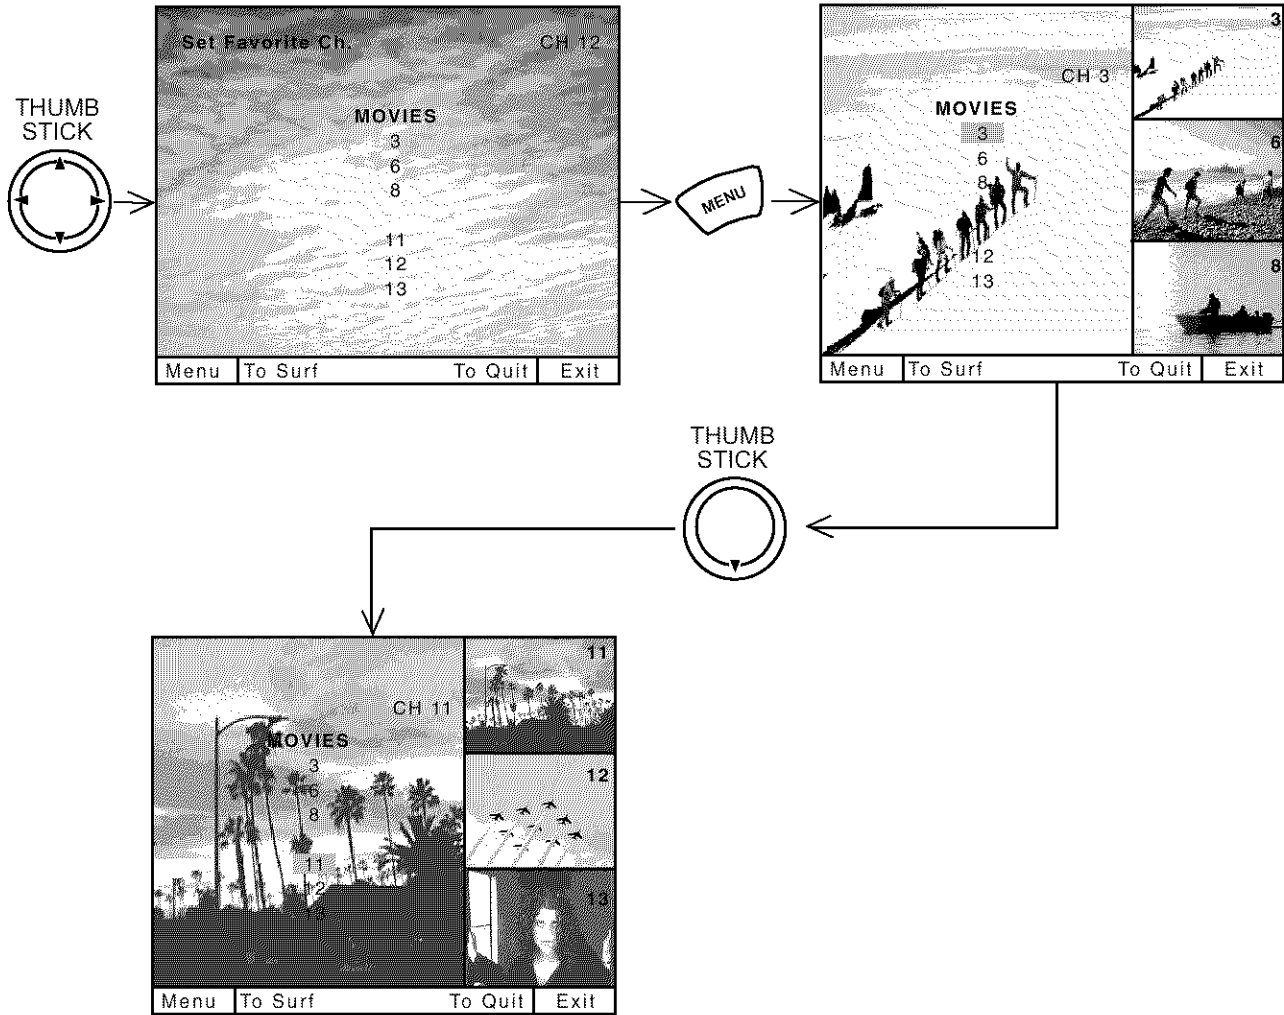 THUMB
STICK
Set Favorite Ch.
CH 12
MOVIES
3
6
8
11
12
13
Menu
To Surf
To Quit
Exit
MENU
CH 3
MOVIES
3
6
8
12
13
3
6
8
Menu
To Surf
To Quit
Exit
THUMB
STICK
CH 11
MOVIES
3
6
8
11
12
13
11
12
13
Menu
To Surf
To Quit
Exit